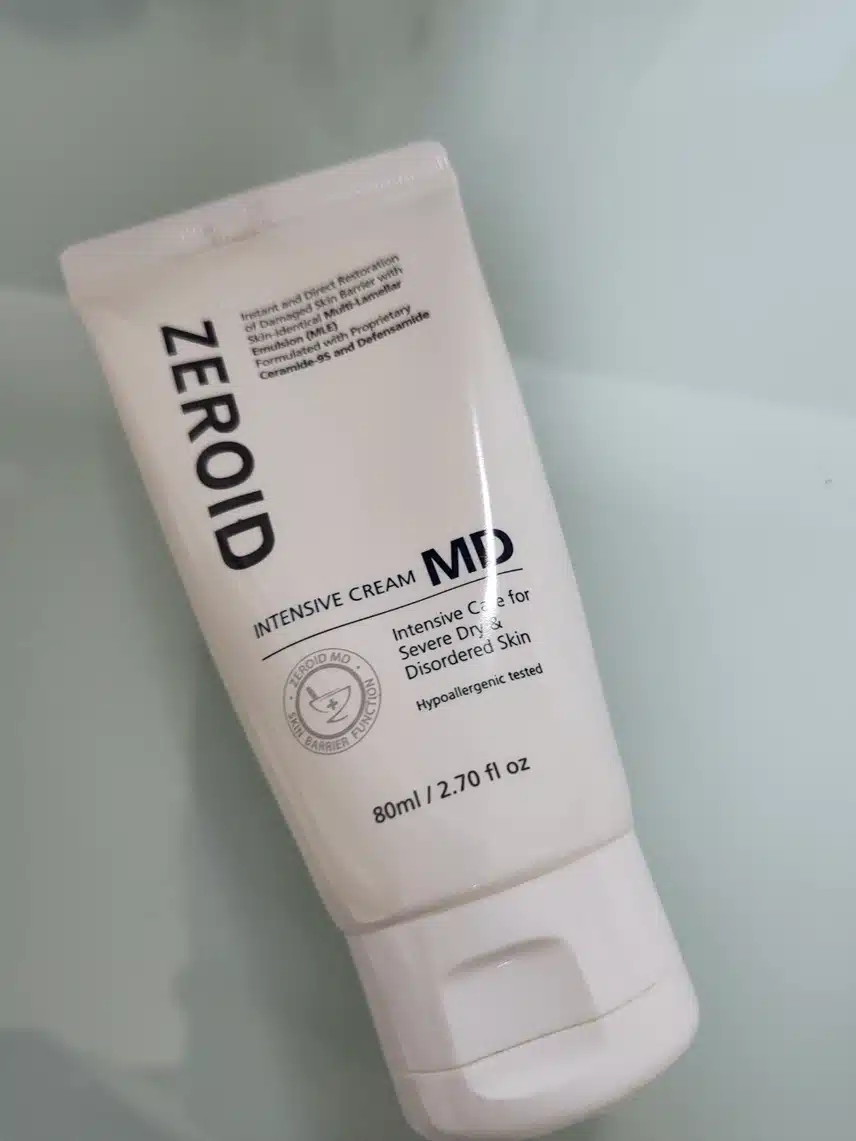 ZEROID
Instant and Direct Restoration
of Damaged Skin Barrier with
Skin-Identical Multi-Lamellar
Emulsion (MLE)
Formulated with Proprietary
Ceramide-9S and Defensamide
INTENSIVE CREAM MD
Intensive Care for
Severe Dry &
Disordered Skin
Hypoallergenic tested
ZEROID MD
SKIN BARRIER FUNCTION
80ml / 2.70 fl oz